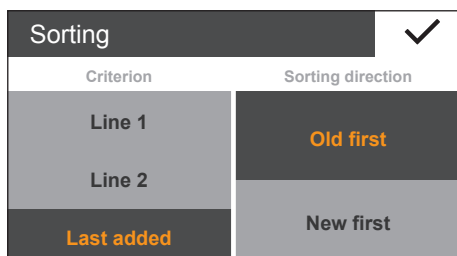 Sorting
Criterion
Sorting direction
Line 1
Line 2
Last added
Old first
New first